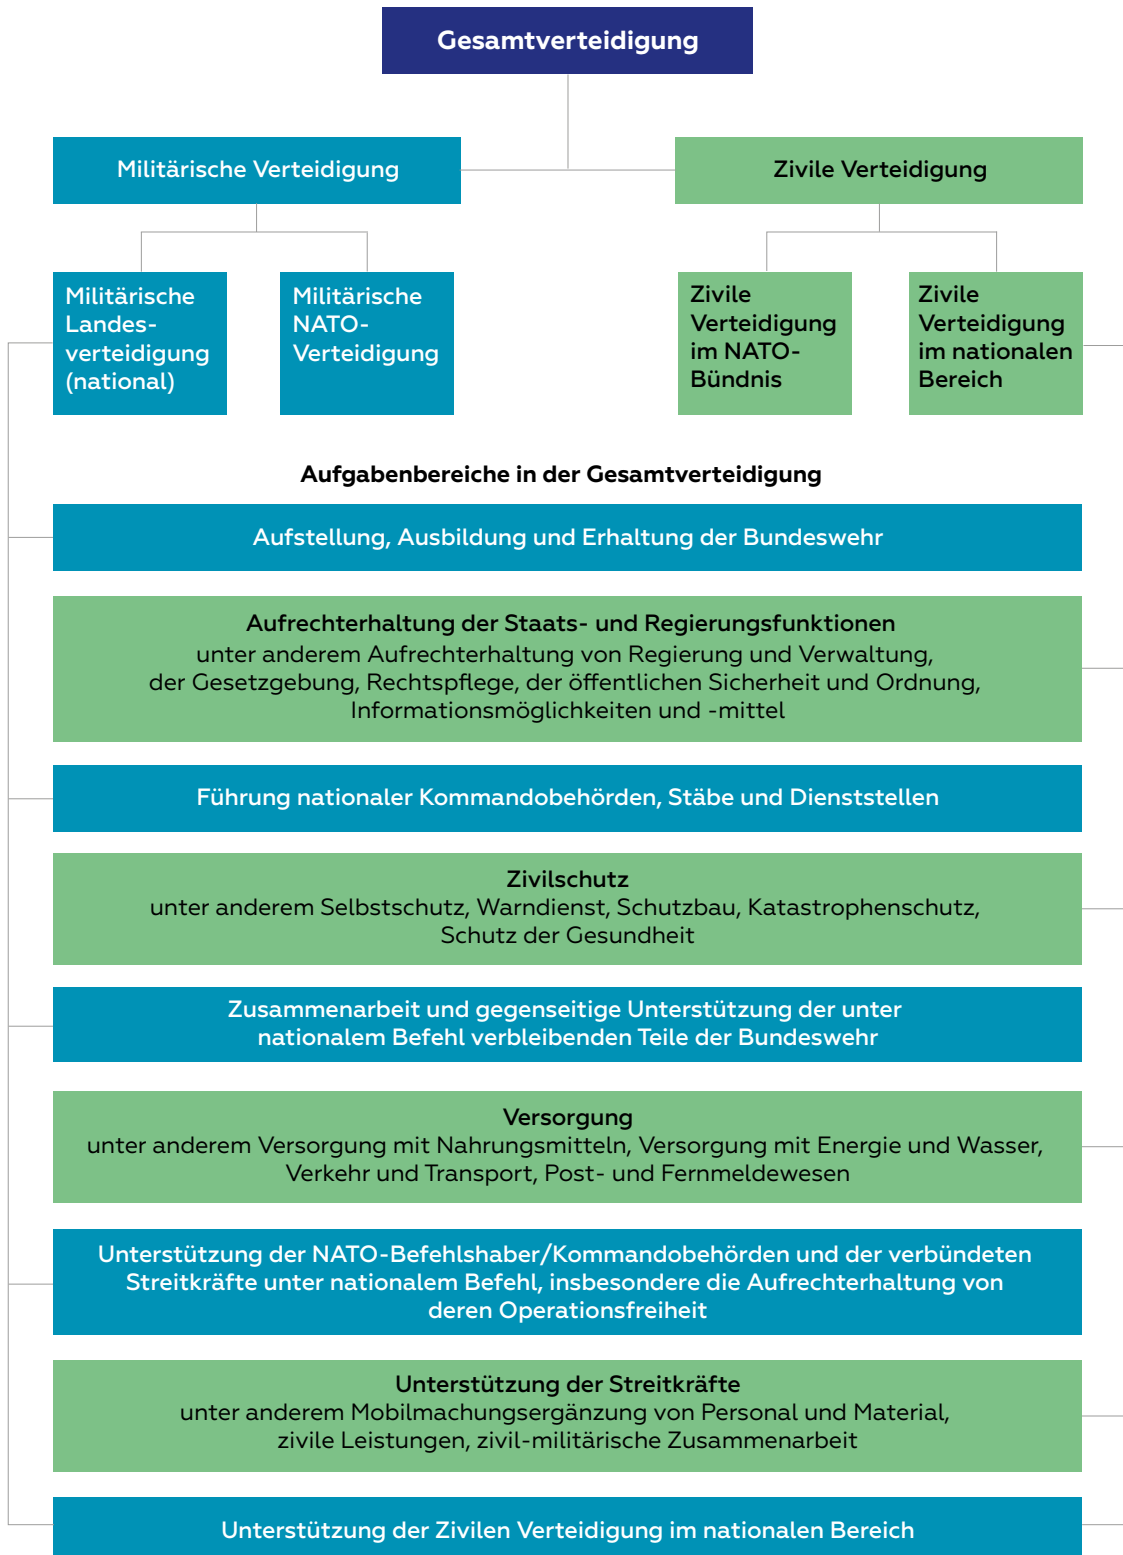 Gesamtverteidigung
Militärische Verteidigung
Zivile Verteidigung
Militärische
Landes-
verteidigung
(national)
Militärische
NATO-
Verteidigung
Zivile
Verteidigung
im NATO-
Bündnis
Zivile
Verteidigung
im nationalen
Bereich
Aufgabenbereiche in der Gesamtverteidigung
Aufstellung, Ausbildung und Erhaltung der Bundeswehr
Aufrechterhaltung der Staats- und Regierungsfunktionen
unter anderem Aufrechterhaltung von Regierung und Verwaltung,
der Gesetzgebung, Rechtspflege, der öffentlichen Sicherheit und Ordnung,
Informationsmöglichkeiten und -mittel
Führung nationaler Kommandobehörden, Stäbe und Dienststellen
Zivilschutz
unter anderem Selbstschutz, Warndienst, Schutzbau, Katastrophenschutz,
Schutz der Gesundheit
Zusammenarbeit und gegenseitige Unterstützung der unter
nationalem Befehl verbleibenden Teile der Bundeswehr
Versorgung
unter anderem Versorgung mit Nahrungsmitteln, Versorgung mit Energie und Wasser,
Verkehr und Transport, Post- und Fernmeldewesen
Unterstützung der NATO-Befehlshaber/Kommandobehörden und der verbündeten
Streitkräfte unter nationalem Befehl, insbesondere die Aufrechterhaltung von
deren Operationsfreiheit
Unterstützung der Streitkräfte
unter anderem Mobilmachungsergänzung von Personal und Material,
zivile Leistungen, zivil-militärische Zusammenarbeit
Unterstützung der Zivilen Verteidigung im nationalen Bereich